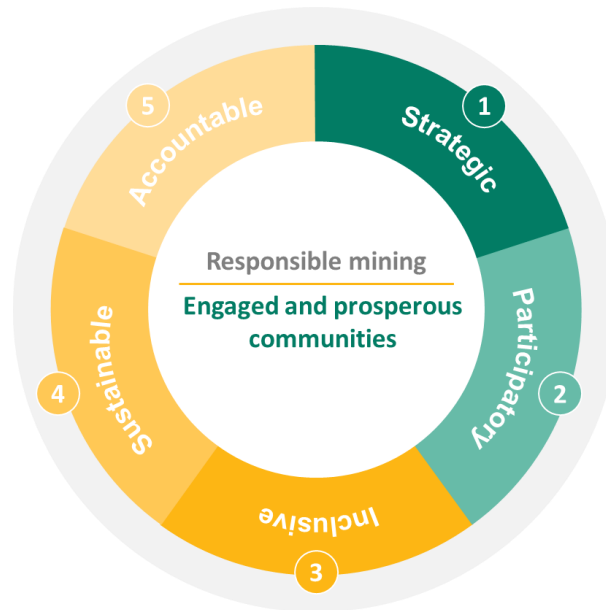 1
Strategic
2
Participatory
3
Inclusive
4
Sustainable
5
Accountable
Responsible mining
Engaged and prosperous
communities